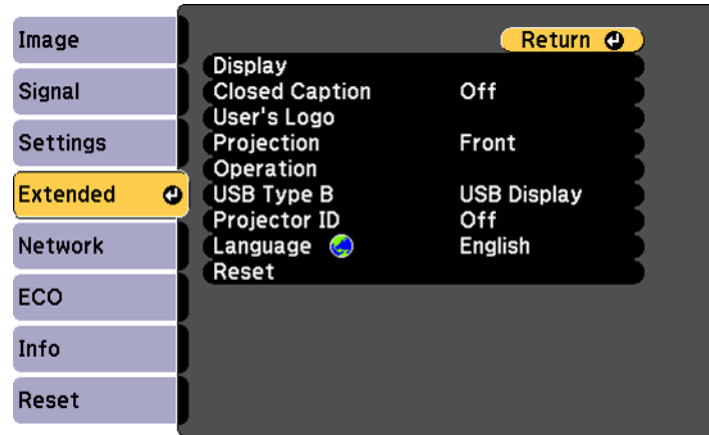 Image
Signal
Settings
Extended
Network
ECO
Info
Reset
Return
Display
Closed Caption Off
User's Logo
Projection Front
Operation
USB Type B USB Display
Projector ID Off
Language English
Reset